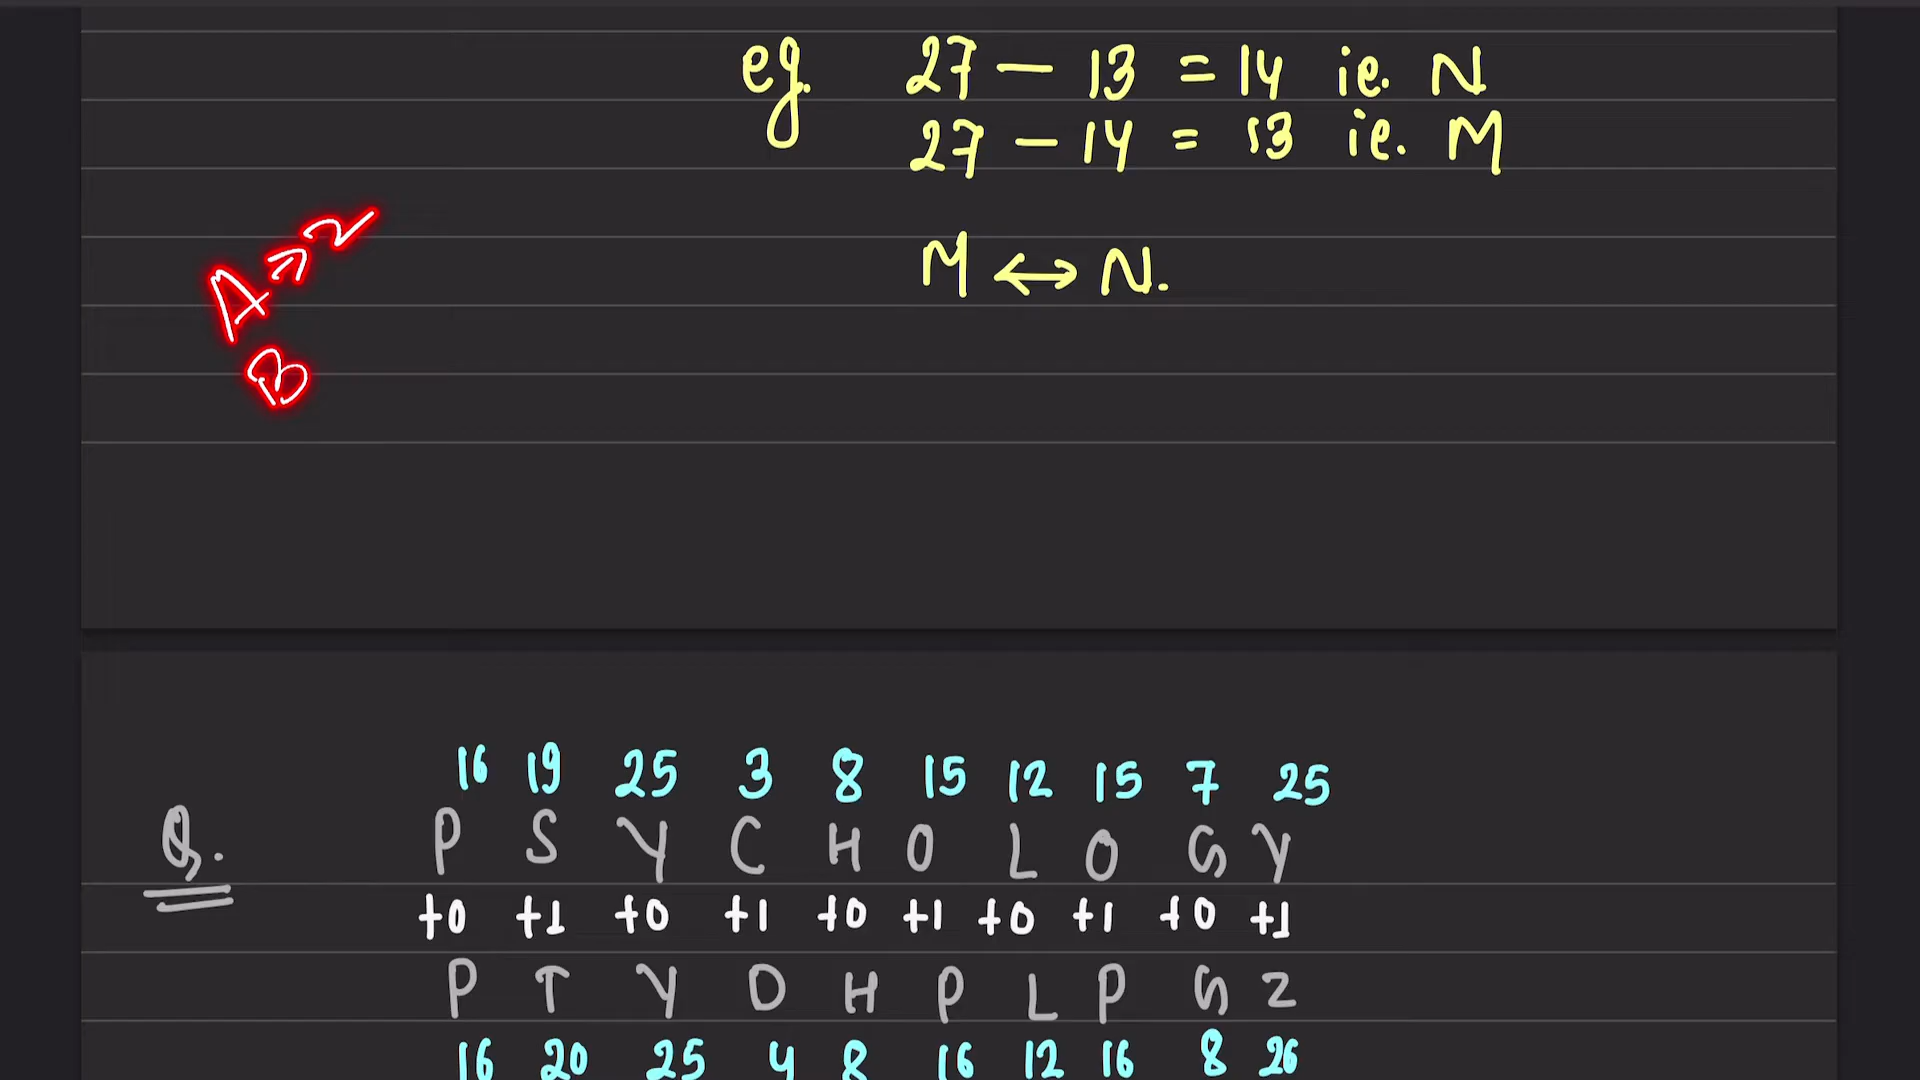 eg. 27 - 13 = 14 ie. N
27 - 14 = 13 ie. M
A → Z
B
M ↔ N.
16 19 25 3 8 15 12 15 7 25
Q. P S Y C H O L O G Y
+0 +1 +0 +1 +0 +1 +0 +1 +0 +1
P T Y D H P L P G Z
16 20 25 4 8 16 12 16 8 26